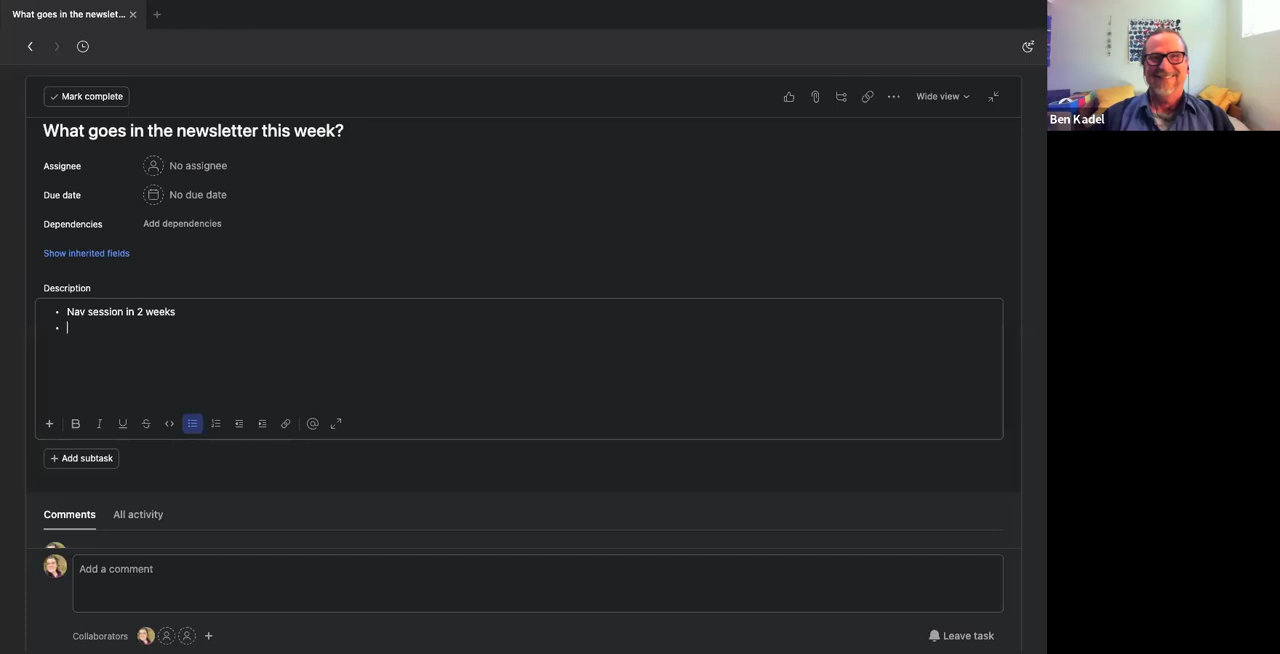 What goes in the newslet...
Mark complete
Wide view
What goes in the newsletter this week?
Assignee
No assignee
Due date
No due date
Dependencies
Add dependencies
Show inherited fields
Description
• Nav session in 2 weeks
•
Add subtask
Comments
All activity
Add a comment
Collaborators
Leave task
Ben Kadel